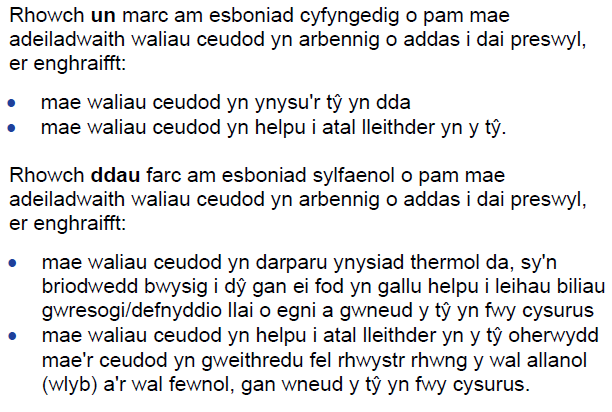 Rhowch un marc am esboniad cyfyngedig o pam mae
adeiladwaith waliau ceudod yn arbennig o addas i dai preswyl,
er enghraifft:
• mae waliau ceudod yn ynysu'r tŷ yn dda
• mae waliau ceudod yn helpu i atal lleithder yn y tŷ.
Rhowch ddau farc am esboniad sylfaenol o pam mae
adeiladwaith waliau ceudod yn arbennig o addas i dai preswyl,
er enghraifft:
• mae waliau ceudod yn darparu ynysiad thermol da, sy'n
briodwedd bwysig i dŷ gan ei fod yn gallu helpu i leihau biliau
gwresogi/defnyddio llai o egni a gwneud y tŷ yn fwy cysurus
• mae waliau ceudod yn helpu i atal lleithder yn y tŷ oherwydd
mae'r ceudod yn gweithredu fel rhwystr rhwng y wal allanol
(wlyb) a'r wal fewnol, gan wneud y tŷ yn fwy cysurus.